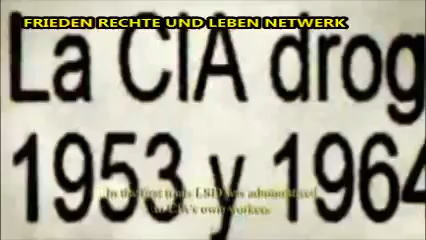 FRIEDEN RECHTE UND LEBEN NETWERK
La CIA drog
1953 y 1964
In the first trials LSD was administered
to CIA's own workers